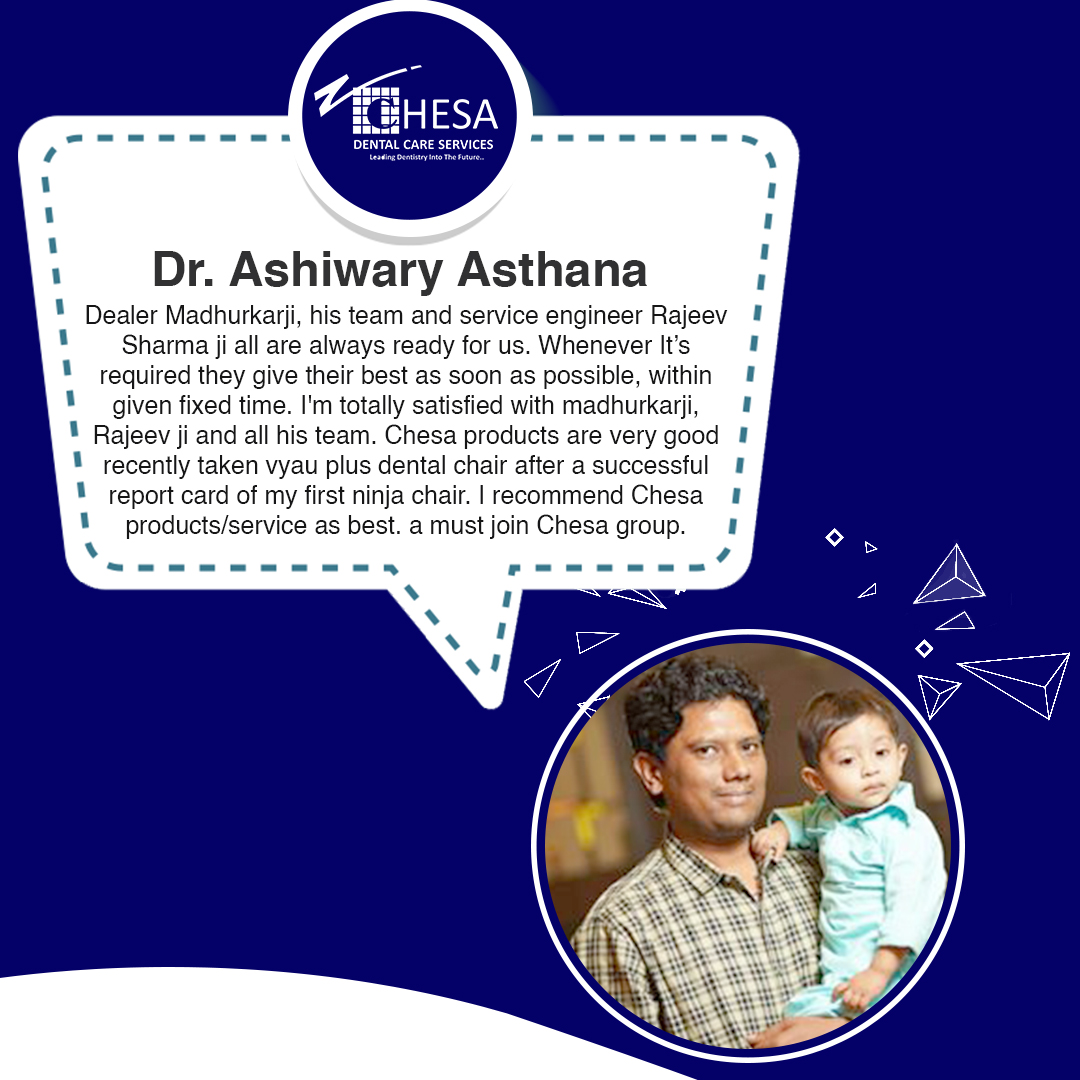 CHESA
DENTAL CARE SERVICES
Leading Dentistry Into The Future..
Dr. Ashiwary Asthana
Dealer Madhurkarji, his team and service engineer Rajeev
Sharma ji all are always ready for us. Whenever It’s
required they give their best as soon as possible, within
given fixed time. I'm totally satisfied with madhurkarji,
Rajeev ji and all his team. Chesa products are very good
recently taken vyau plus dental chair after a successful
report card of my first ninja chair. I recommend Chesa
products/service as best. a must join Chesa group.